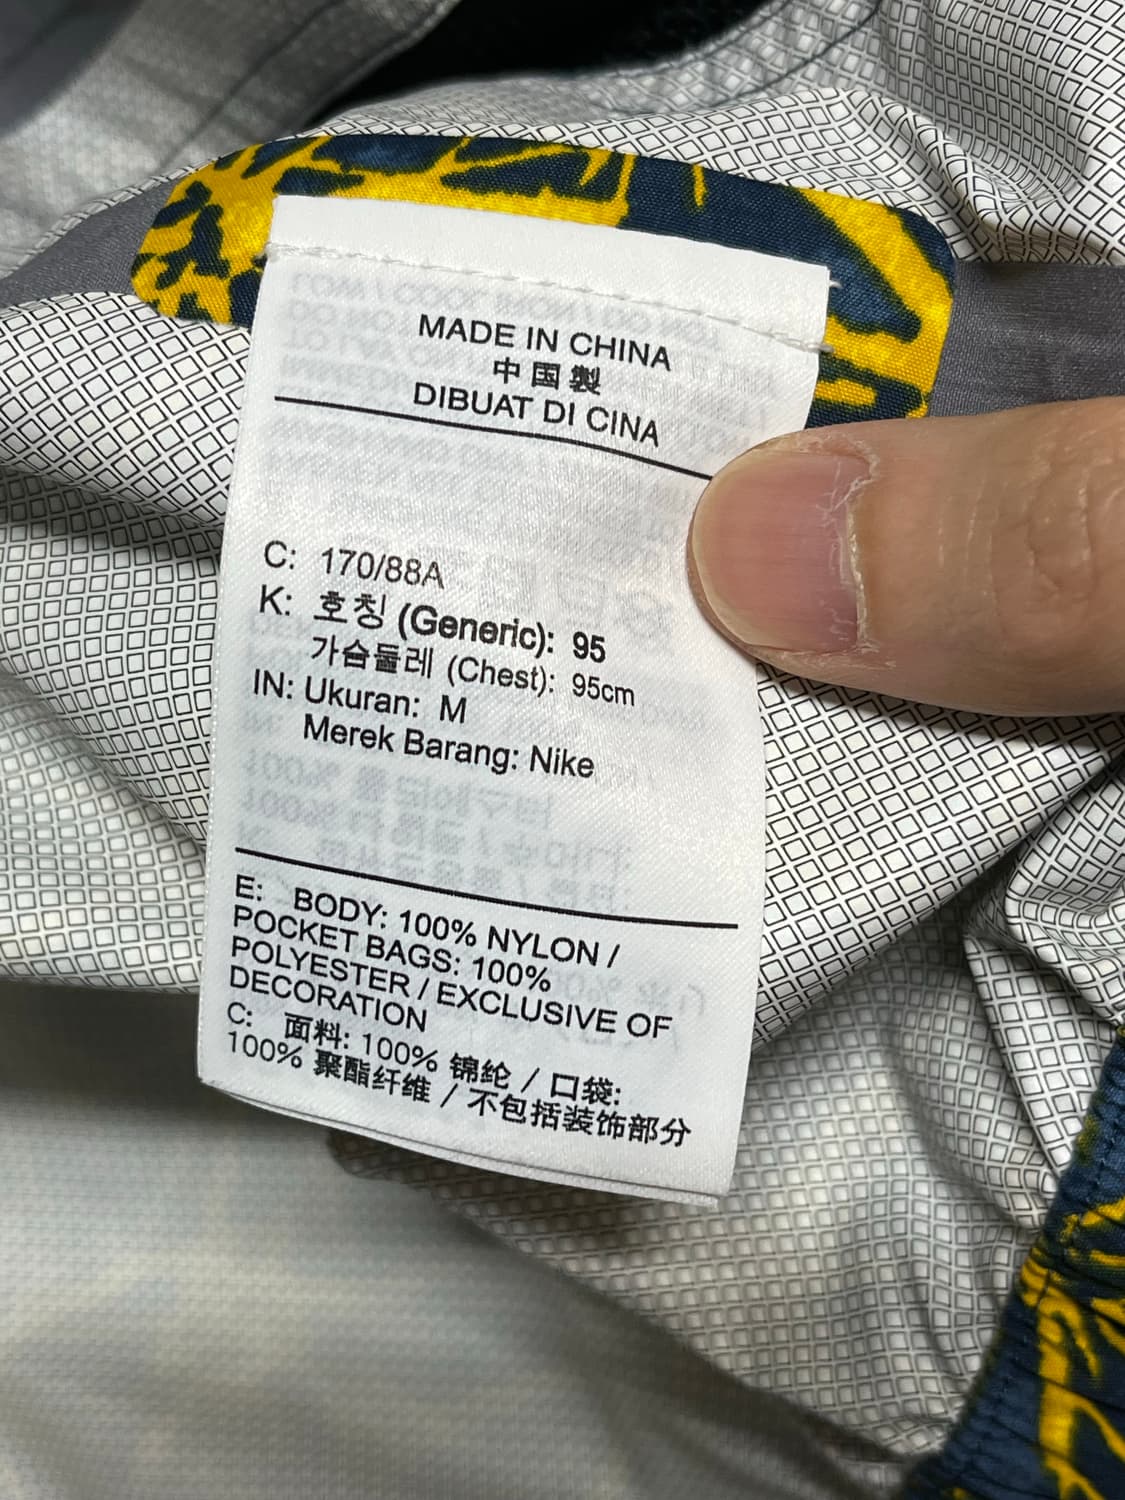 MADE IN CHINA
中国製
DIBUAT DI CINA
C: 170/88A
K: 호칭 (Generic): 95
가슴둘레 (Chest): 95cm
IN: Ukuran: M
Merek Barang: Nike
E: BODY: 100% NYLON /
POCKET BAGS: 100%
POLYESTER / EXCLUSIVE OF
DECORATION
C: 面料: 100% 锦纶 / 口袋:
100% 聚酯纤维 / 不包括装饰部分